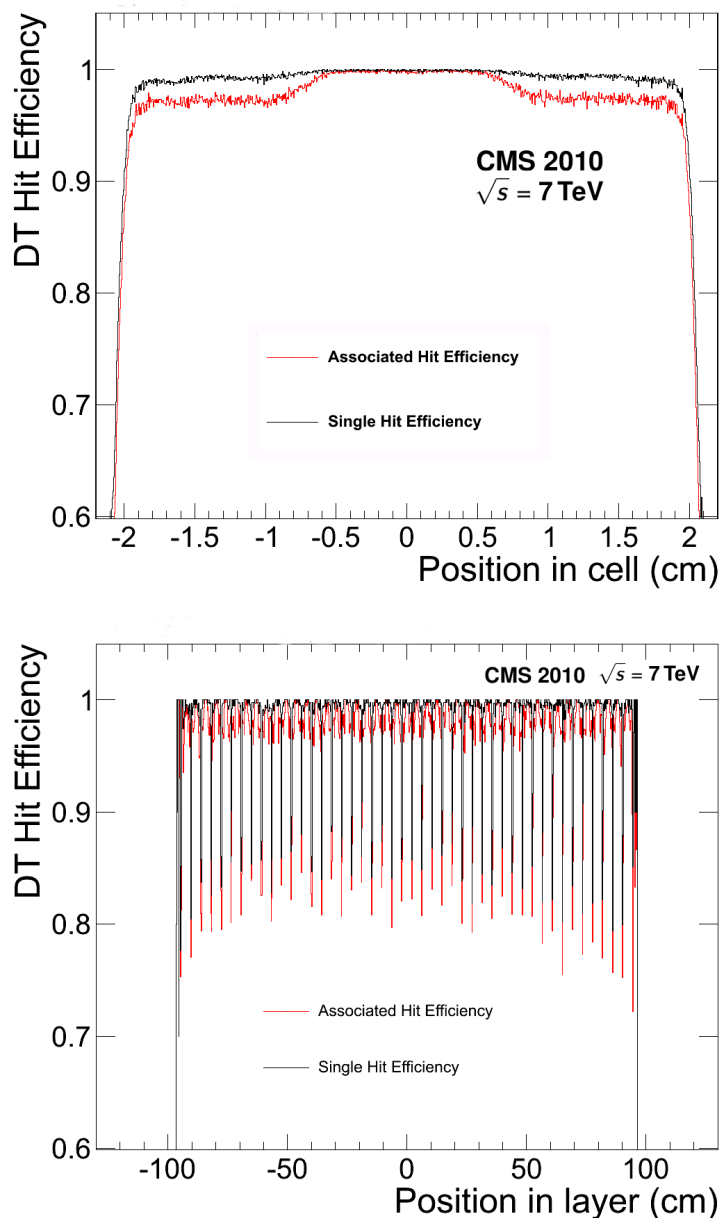 DT Hit Efficiency
1
0.9
0.8
0.7
0.6
CMS 2010
√s = 7 TeV
Associated Hit Efficiency
Single Hit Efficiency
-2 -1.5 -1 -0.5 0 0.5 1 1.5 2
Position in cell (cm)
DT Hit Efficiency
1
0.9
0.8
0.7
0.6
CMS 2010 √s = 7 TeV
Associated Hit Efficiency
Single Hit Efficiency
-100 -50 0 50 100
Position in layer (cm)